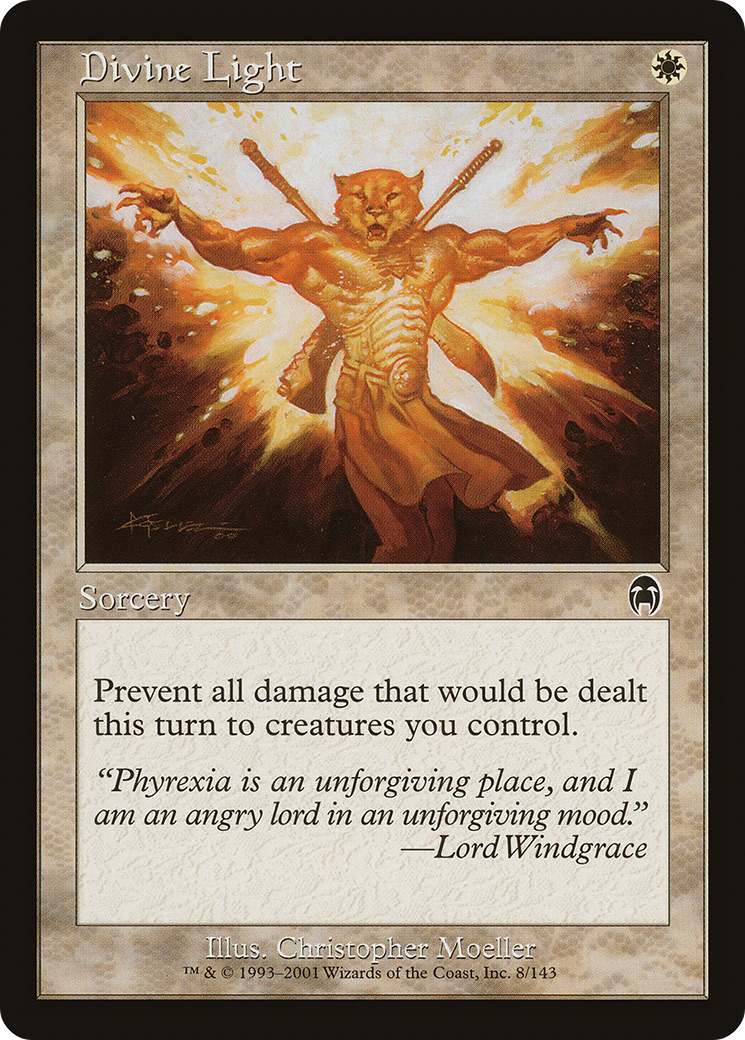 Divine Light
Sorcery
Prevent all damage that would be dealt
this turn to creatures you control.
“Phyrexia is an unforgiving place, and I
am an angry lord in an unforgiving mood.”
—Lord Windgrace
Illus. Christopher Moeller
™ & © 1993–2001 Wizards of the Coast, Inc. 8/143